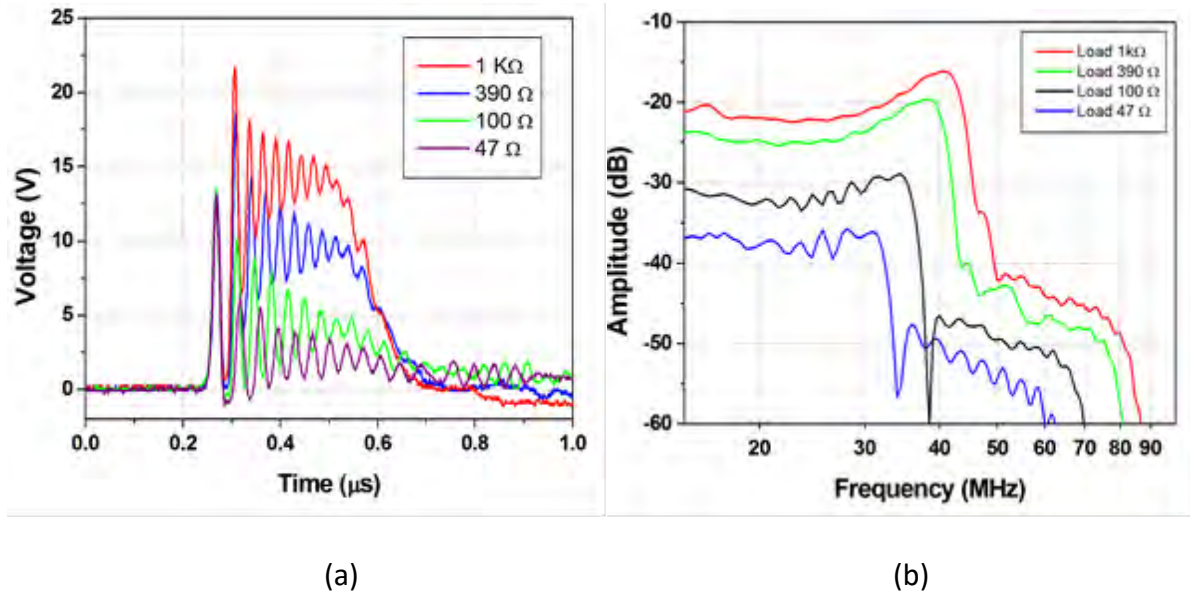 25
20
15
10
5
0
Voltage (V)
1 KΩ
390 Ω
100 Ω
47 Ω
0.0 0.2 0.4 0.6 0.8 1.0
Time (μs)
(a)
-10
-20
-30
-40
-50
-60
Amplitude (dB)
Load 1kΩ
Load 390 Ω
Load 100 Ω
Load 47 Ω
20 30 40 50 60 70 80 90
Frequency (MHz)
(b)